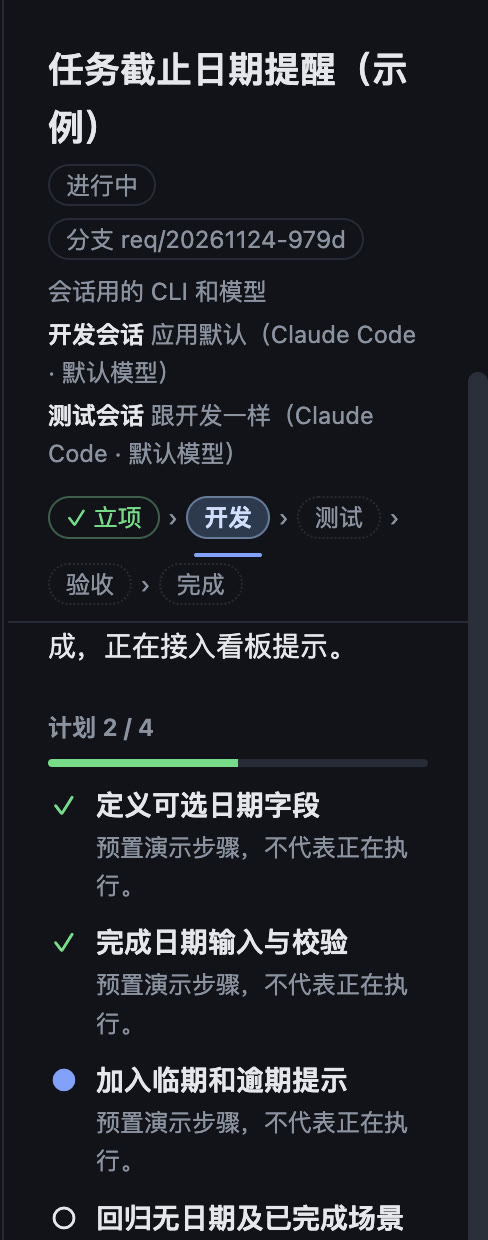 任务截止日期提醒（示
例）
进行中
分支 req/20261124-979d
会话用的 CLI 和模型
开发会话 应用默认（Claude Code
· 默认模型）
测试会话 跟开发一样（Claude
Code · 默认模型）
✓ 立项 › 开发 › 测试 ›
验收 › 完成
成，正在接入看板提示。
计划 2 / 4
定义可选日期字段
预置演示步骤，不代表正在执
行。
完成日期输入与校验
预置演示步骤，不代表正在执
行。
加入临期和逾期提示
预置演示步骤，不代表正在执
行。
回归无日期及已完成场景